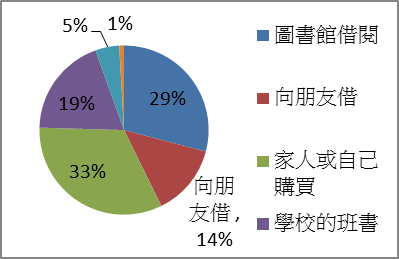 5%
1%
29%
19%
33%
向朋
友借,
14%
圖書館借閱
向朋友借
家人或自己
購買
學校的班書